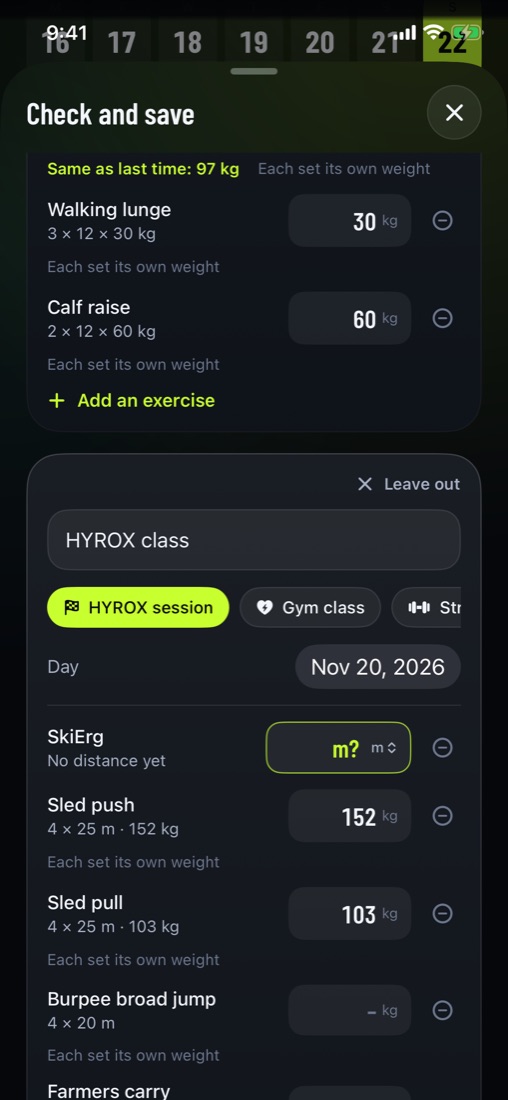 9:41
16 17 18 19 20 21 22
Check and save
Same as last time: 97 kg Each set its own weight
Walking lunge
3 × 12 × 30 kg
30 kg
Each set its own weight
Calf raise
2 × 12 × 60 kg
60 kg
Each set its own weight
+ Add an exercise
Leave out
HYROX class
HYROX session Gym class Str
Day Nov 20, 2026
SkiErg
No distance yet
m? m
Sled push
4 × 25 m · 152 kg
152 kg
Each set its own weight
Sled pull
4 × 25 m · 103 kg
103 kg
Each set its own weight
Burpee broad jump
4 × 20 m
– kg
Each set its own weight
Farmers carry